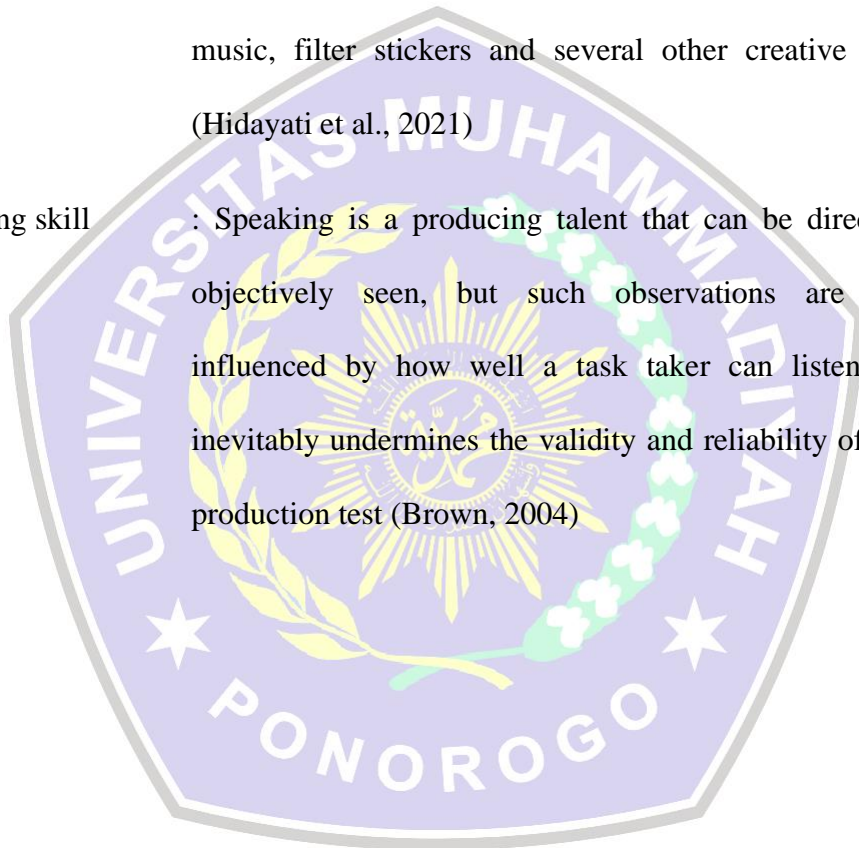 music, filter stickers and several other creative
(Hidayati et al., 2021)
ng skill : Speaking is a producing talent that can be direc
objectively seen, but such observations are
influenced by how well a task taker can listen
inevitably undermines the validity and reliability of
production test (Brown, 2004)
UNIVERSITAS MUHAMMADIYAH
PONOROGO
محمدية